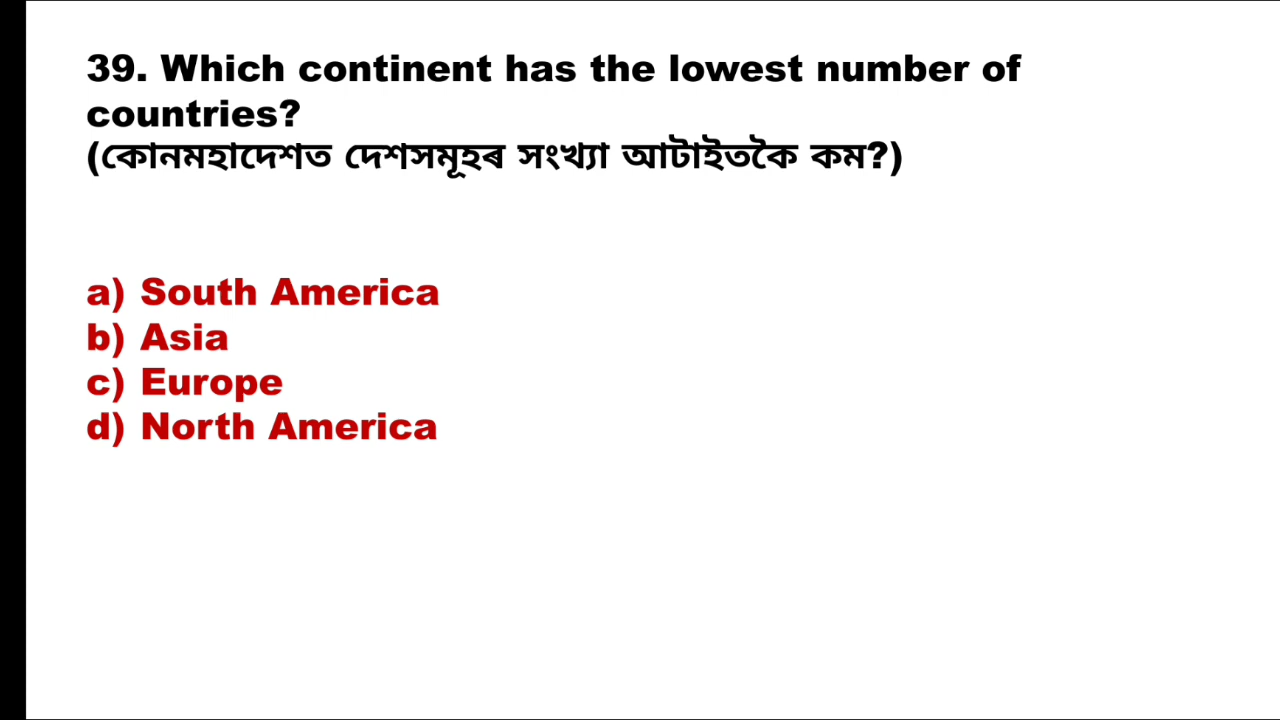 39. Which continent has the lowest number of
countries?
(কোনমহাদেশত দেশসমূহৰ সংখ্যা আটাইতকৈ কম?)
a) South America
b) Asia
c) Europe
d) North America